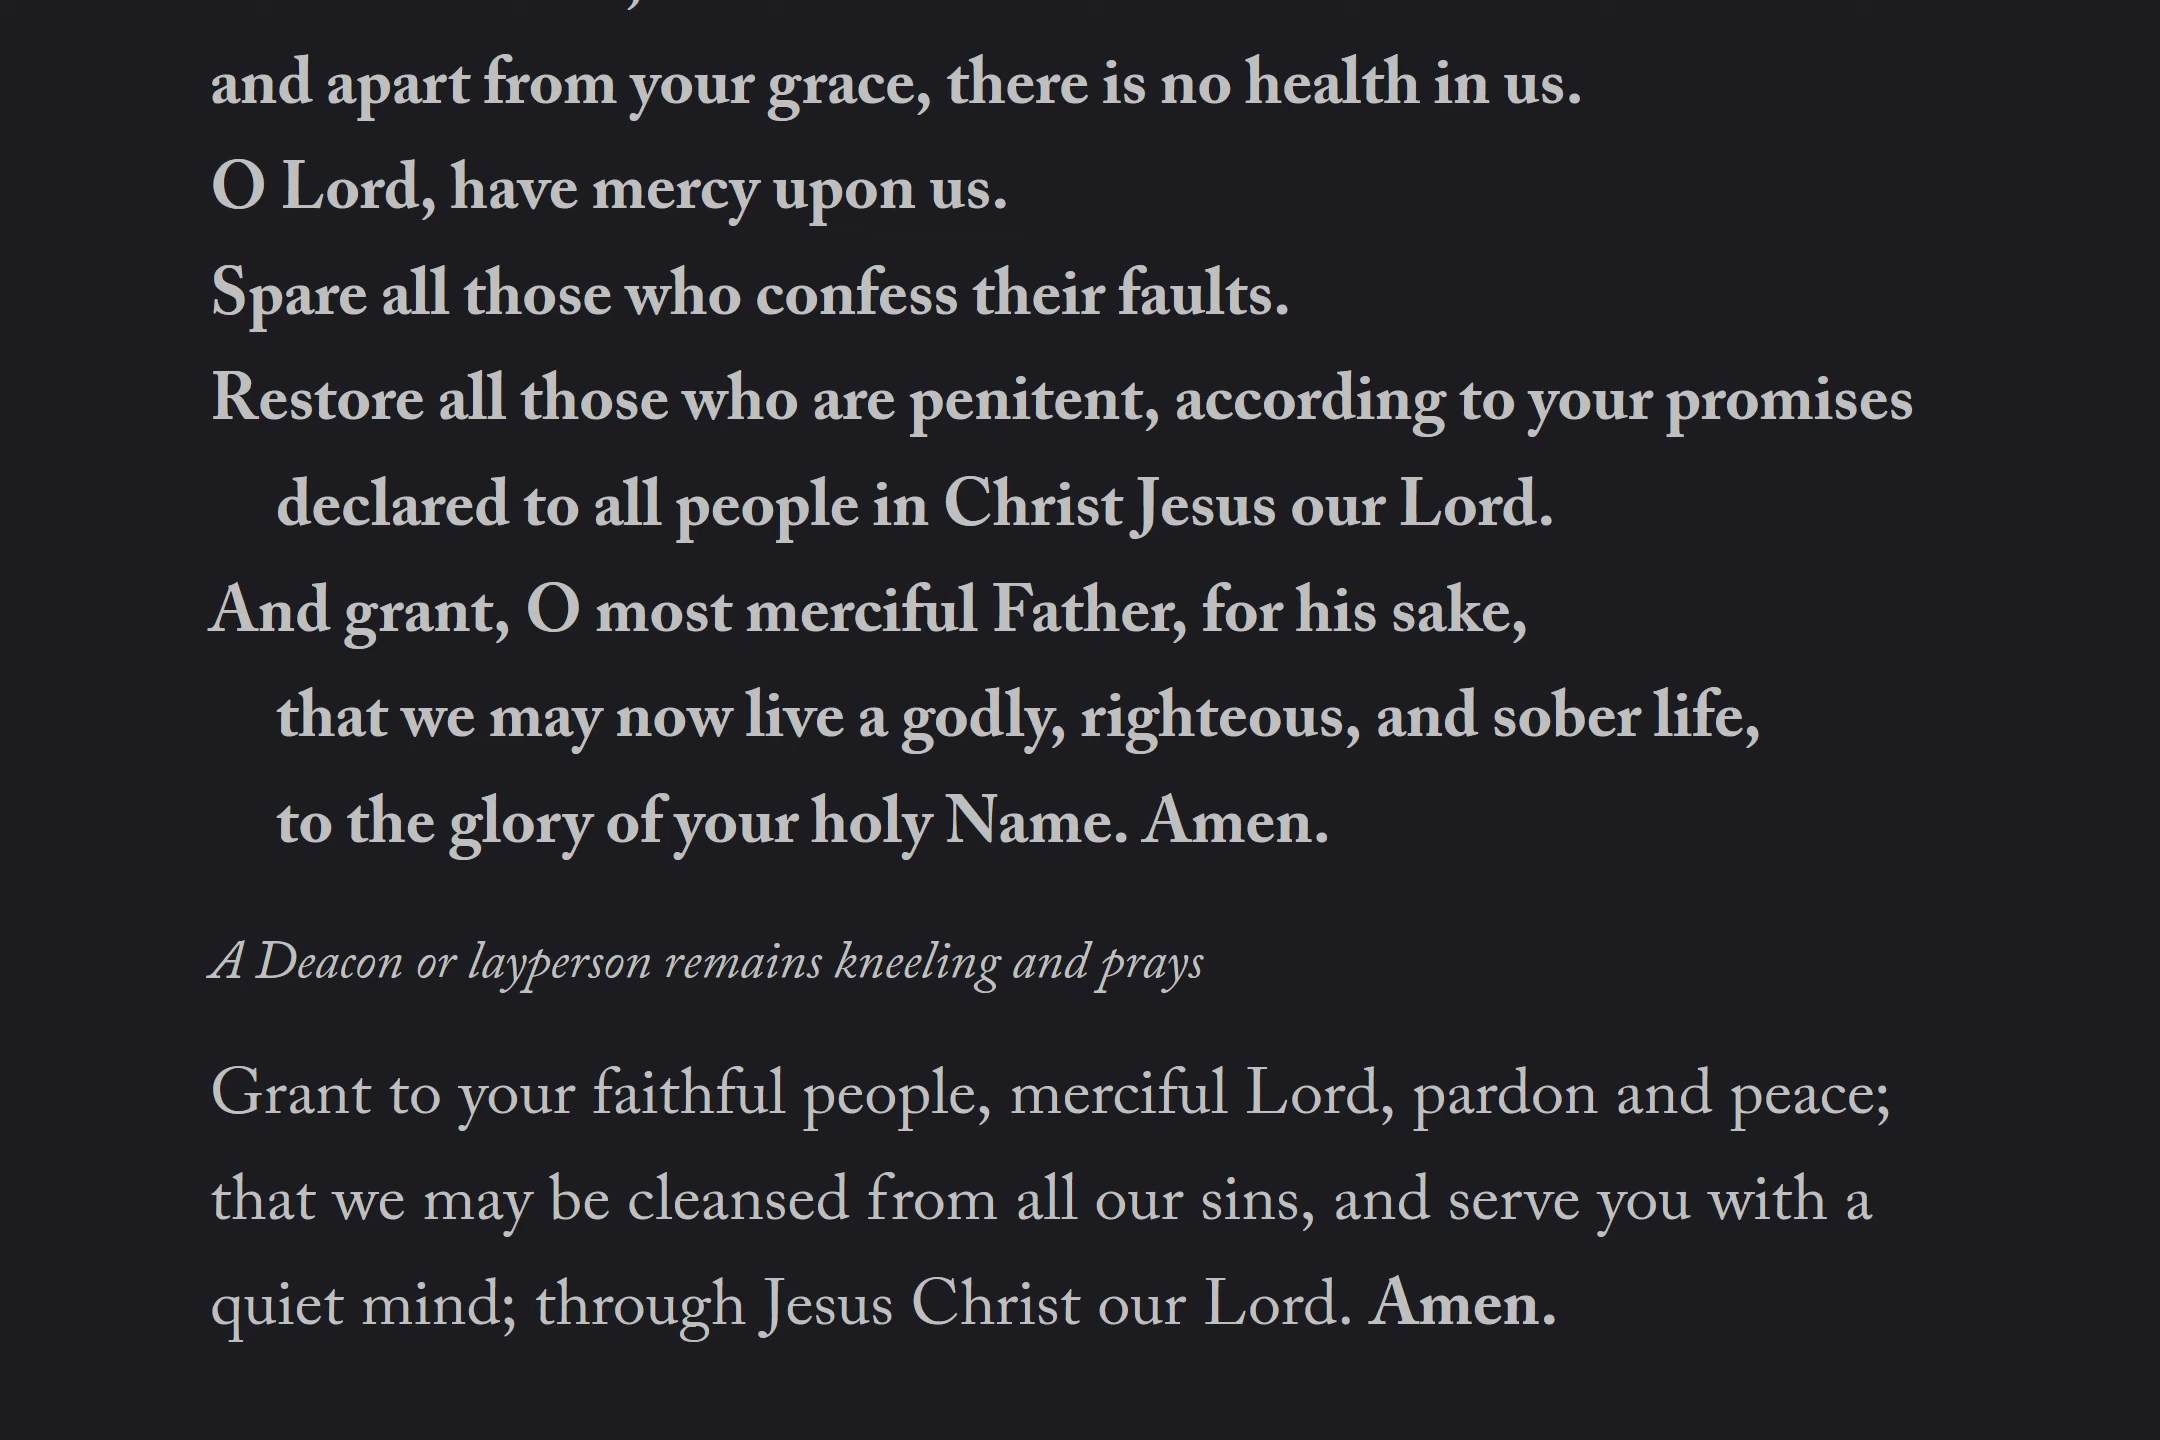 and apart from your grace, there is no health in us.
O Lord, have mercy upon us.
Spare all those who confess their faults.
Restore all those who are penitent, according to your promises
declared to all people in Christ Jesus our Lord.
And grant, O most merciful Father, for his sake,
that we may now live a godly, righteous, and sober life,
to the glory of your holy Name. Amen.
A Deacon or layperson remains kneeling and prays
Grant to your faithful people, merciful Lord, pardon and peace;
that we may be cleansed from all our sins, and serve you with a
quiet mind; through Jesus Christ our Lord. Amen.